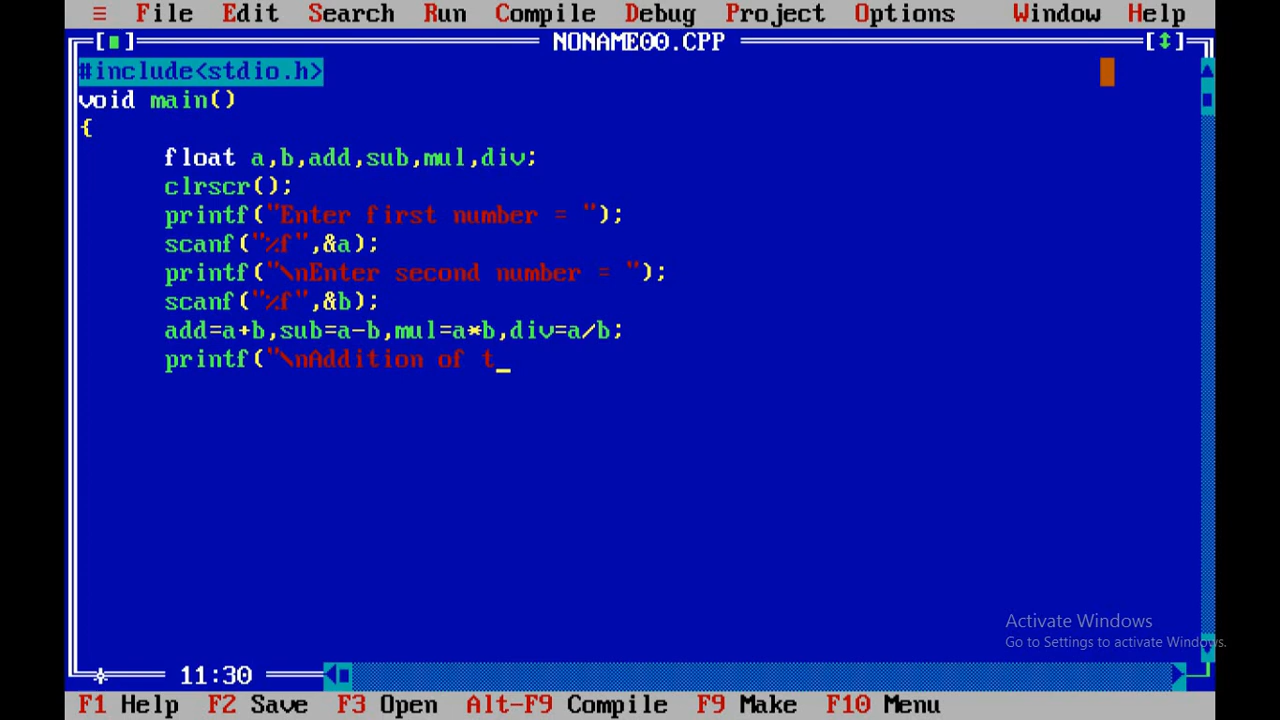 ≡ File Edit Search Run Compile Debug Project Options Window Help
[■] NONAME00.CPP [↕]
#include<stdio.h>
void main()
{
float a,b,add,sub,mul,div;
clrscr();
printf("Enter first number = ");
scanf("%f",&a);
printf("\nEnter second number = ");
scanf("%f",&b);
add=a+b,sub=a-b,mul=a*b,div=a/b;
printf("\nAddition of t_
Activate Windows
Go to Settings to activate Windows.
11:30
F1 Help F2 Save F3 Open Alt-F9 Compile F9 Make F10 Menu